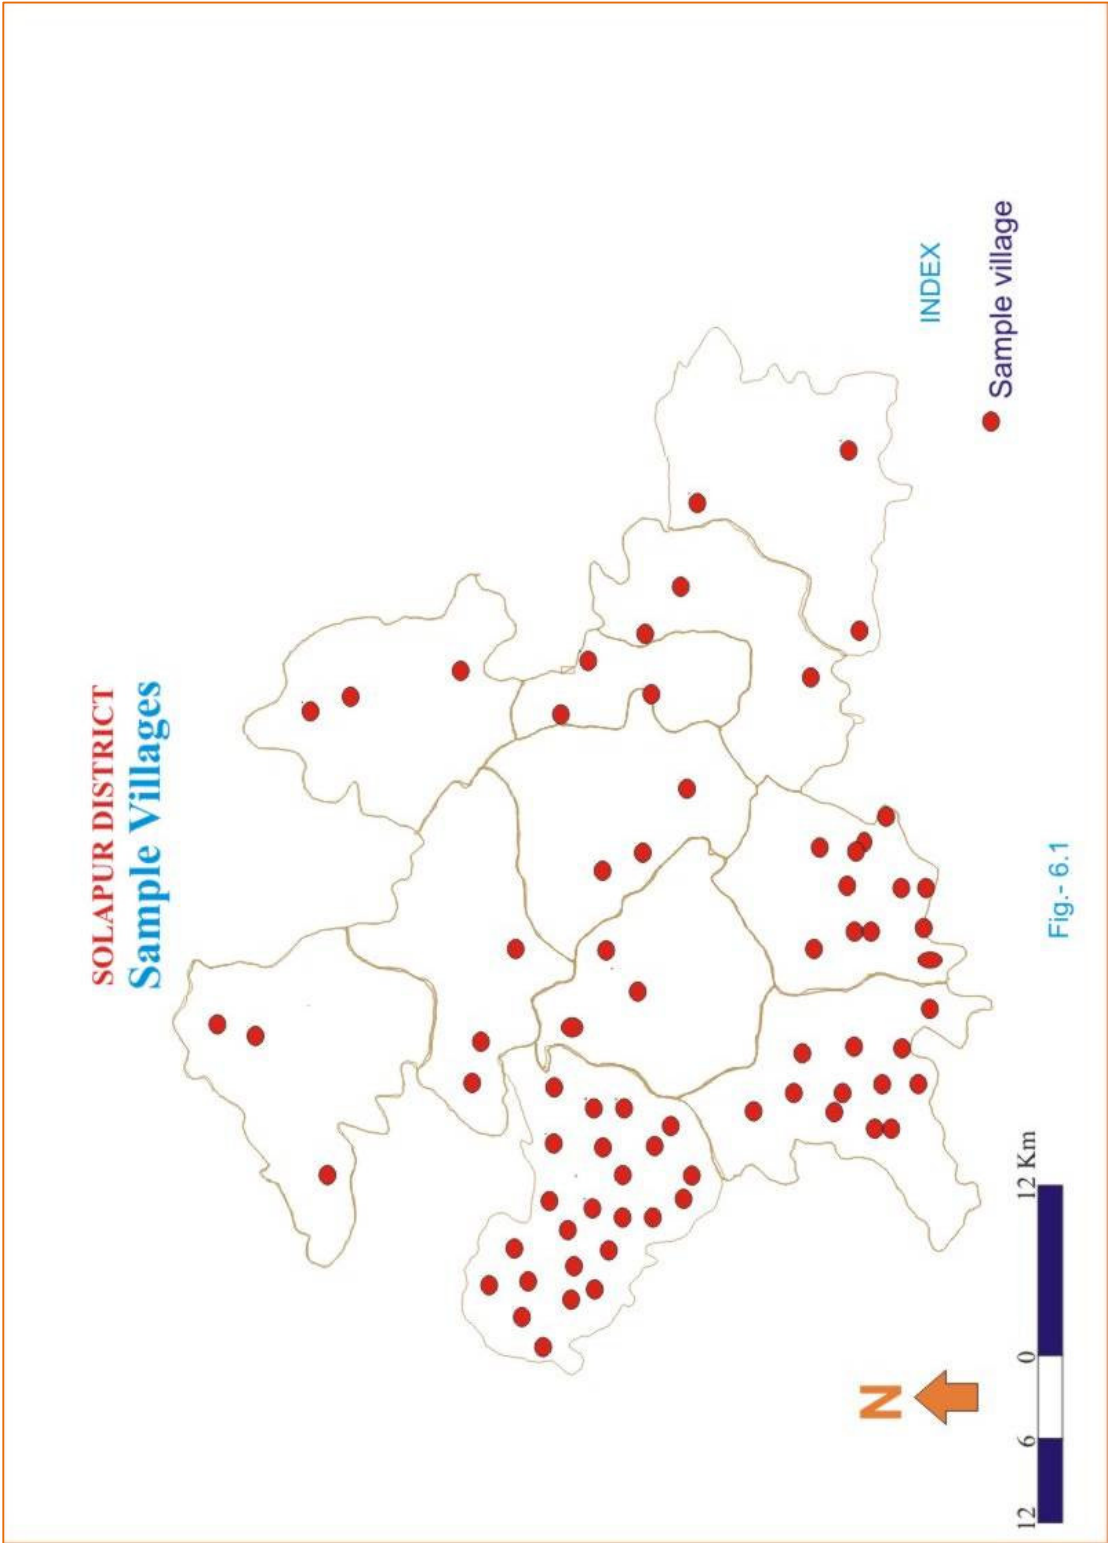 SOLAPUR DISTRICT
Sample Villages
INDEX
Sample village
N
12 6 0 12 Km
Fig.- 6.1